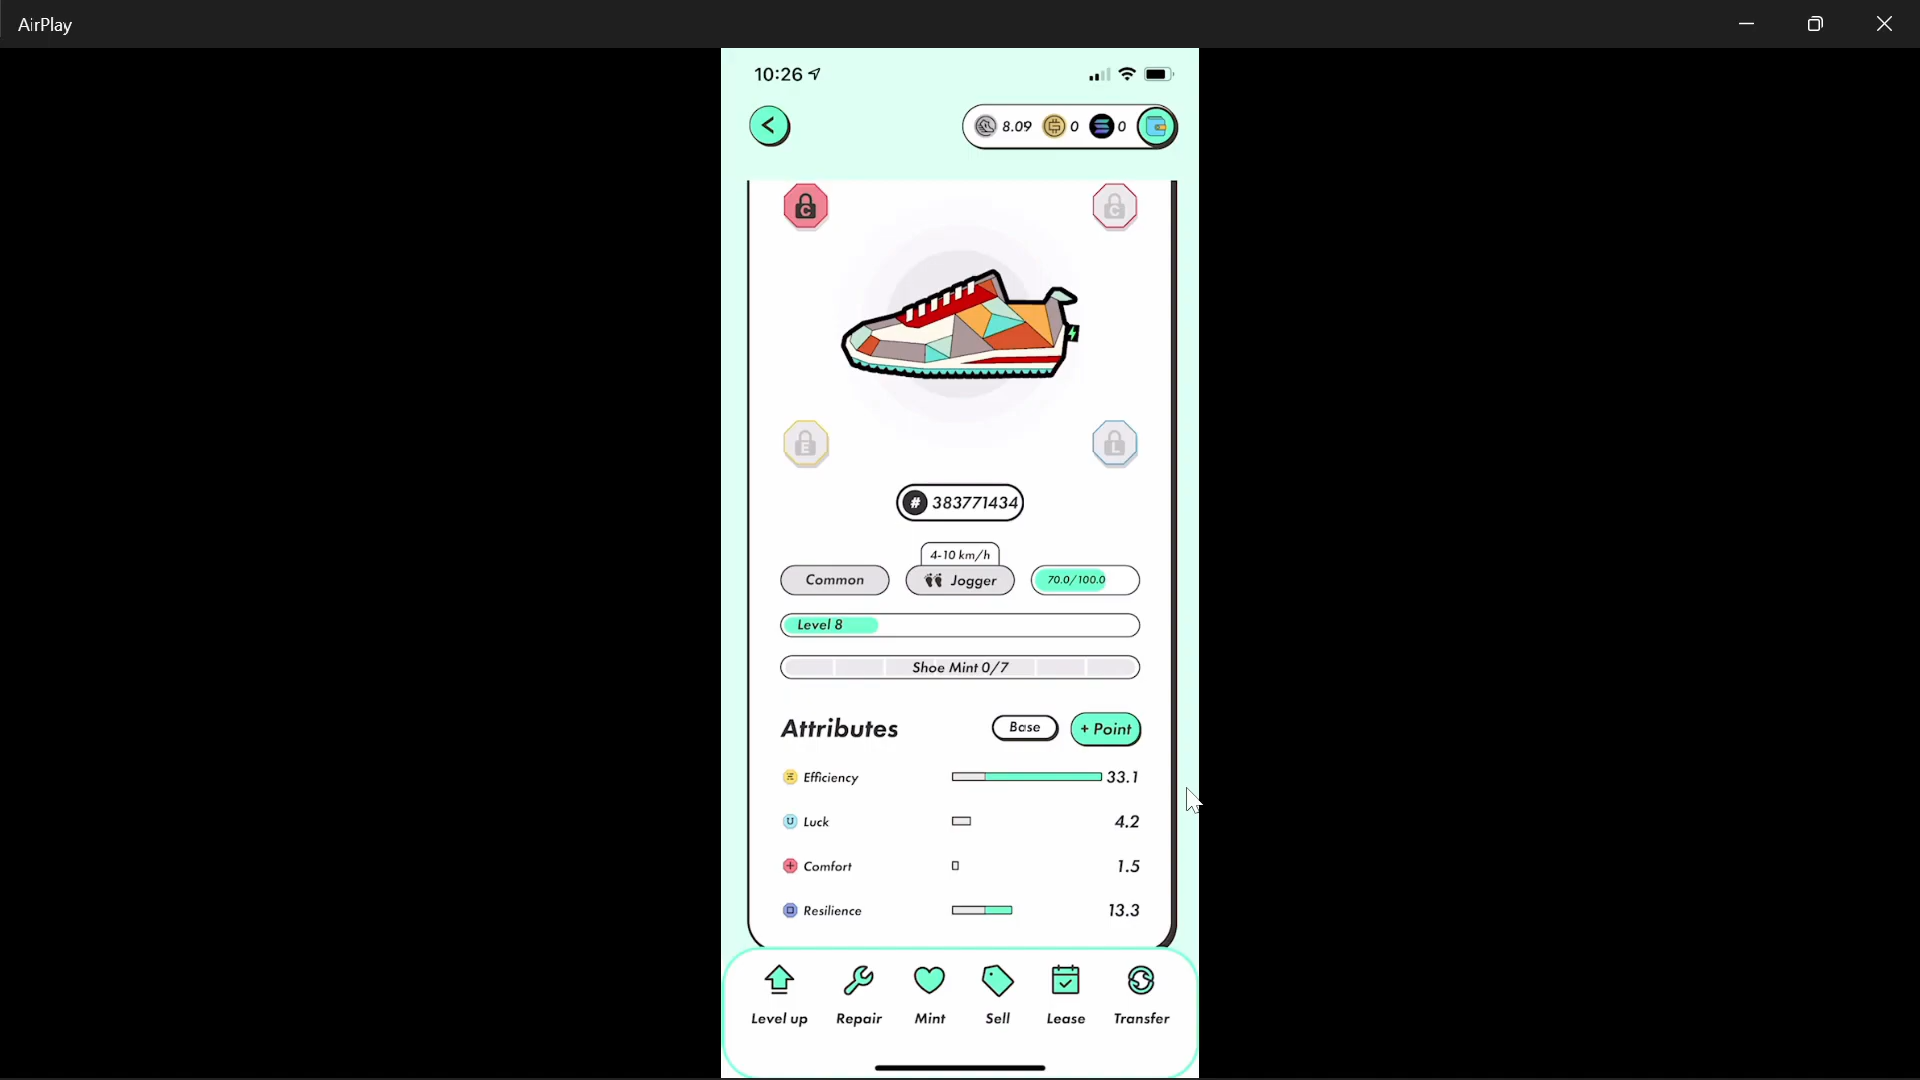 AirPlay
10:26
8.09 0 0
C C
E L
# 383771434
4-10 km/h
Common Jogger 70.0/100.0
Level 8
Shoe Mint 0/7
Attributes Base + Point
Efficiency 33.1
Luck 4.2
Comfort 1.5
Resilience 13.3
Level up Repair Mint Sell Lease Transfer